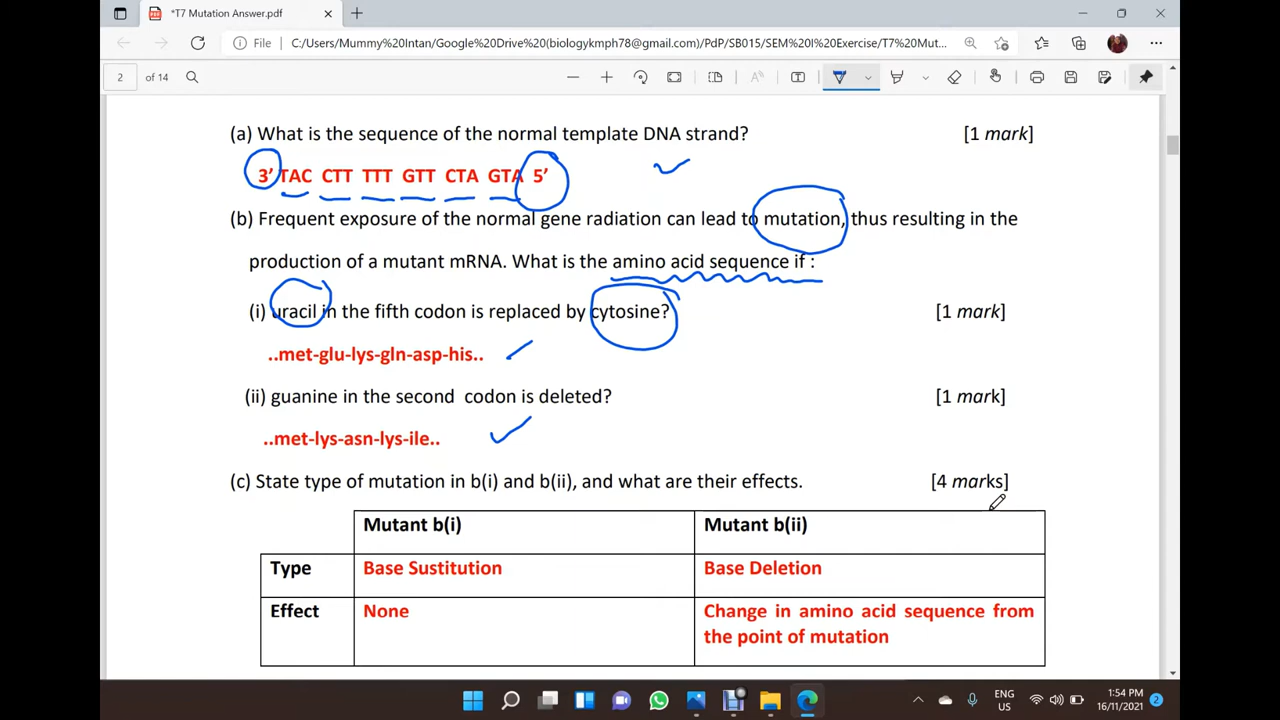 *T7 Mutation Answer.pdf
File
C:/Users/Mummy%20Intan/Google%20Drive%20(biologykmph78@gmail.com)/PdP/SB015/SEM%20I%20Exercise/T7%20Mut...
2 of 14
(a) What is the sequence of the normal template DNA strand? [1 mark]
3’ TAC CTT TTT GTT CTA GTA 5’
(b) Frequent exposure of the normal gene radiation can lead to mutation, thus resulting in the
production of a mutant mRNA. What is the amino acid sequence if :
(i) uracil in the fifth codon is replaced by cytosine? [1 mark]
..met-glu-lys-gln-asp-his..
(ii) guanine in the second codon is deleted? [1 mark]
..met-lys-asn-lys-ile..
(c) State type of mutation in b(i) and b(ii), and what are their effects. [4 marks]
Mutant b(i) Mutant b(ii)
Type Base Sustitution Base Deletion
Effect None Change in amino acid sequence from
the point of mutation
ENG
US
1:54 PM
16/11/2021
2